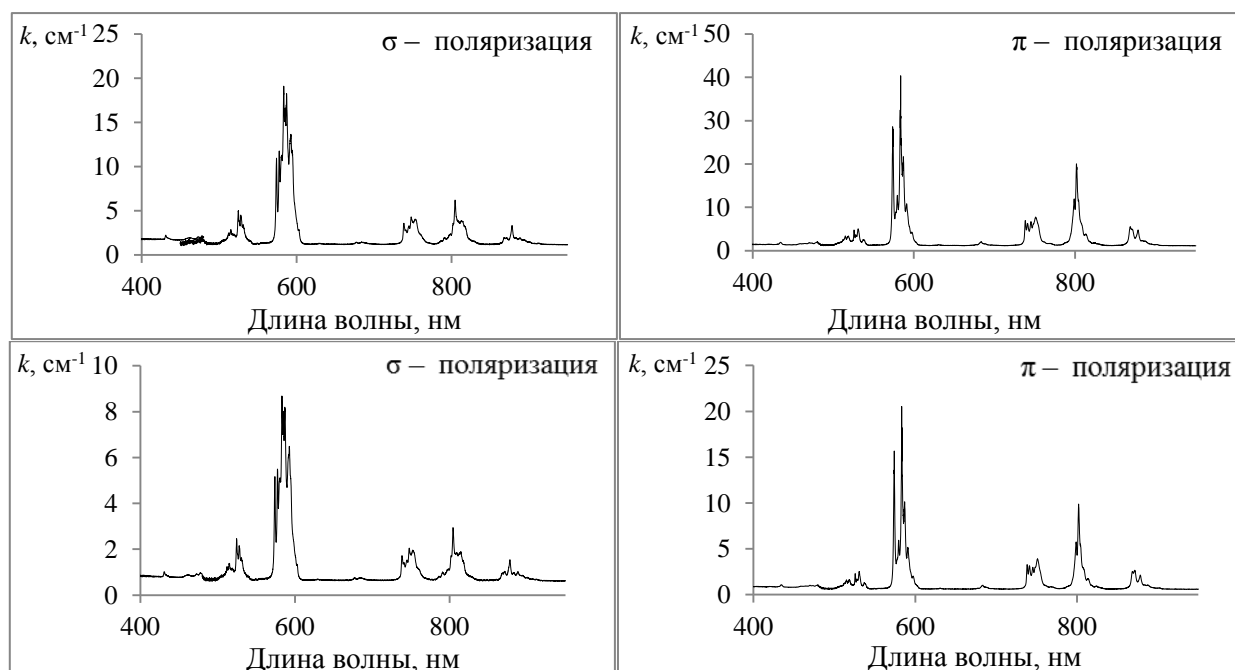 k, см-1 25 σ – поляризация
20
15
10
5
0
400 600 800
Длина волны, нм
k, см-1 50 π – поляризация
40
30
20
10
0
400 600 800
Длина волны, нм
k, см-1 10 σ – поляризация
8
6
4
2
0
400 600 800
Длина волны, нм
k, см-1 25 π – поляризация
20
15
10
5
0
400 600 800
Длина волны, нм